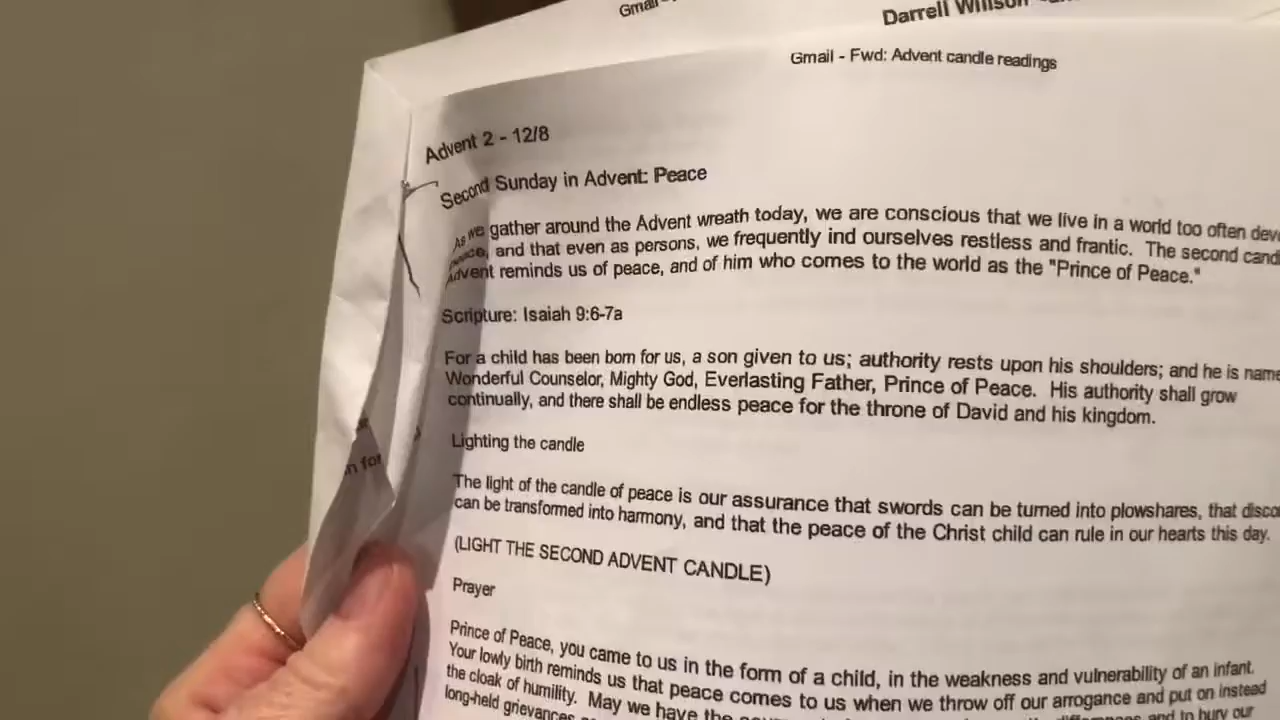 Gmail -
Darrell Willson
Gmail - Fwd: Advent candle readings
Advent 2 - 12/8
Second Sunday in Advent: Peace
As we gather around the Advent wreath today, we are conscious that we live in a world too often
peace, and that even as persons, we frequently ind ourselves restless and frantic. The second
Advent reminds us of peace, and of him who comes to the world as the "Prince of Peace."
Scripture: Isaiah 9:6-7a
For a child has been born for us, a son given to us; authority rests upon his shoulders; and he is
Wonderful Counselor, Mighty God, Everlasting Father, Prince of Peace. His authority shall grow
continually, and there shall be endless peace for the throne of David and his kingdom.
Lighting the candle
The light of the candle of peace is our assurance that swords can be turned into plowshares, that
can be transformed into harmony, and that the peace of the Christ child can rule in our hearts this day.
(LIGHT THE SECOND ADVENT CANDLE)
Prayer
Prince of Peace, you came to us in the form of a child, in the weakness and vulnerability of an infant.
Your lowly birth reminds us that peace comes to us when we throw off our arrogance and put on instead
the cloak of humility. May we have the
long-held grievances and to bury our